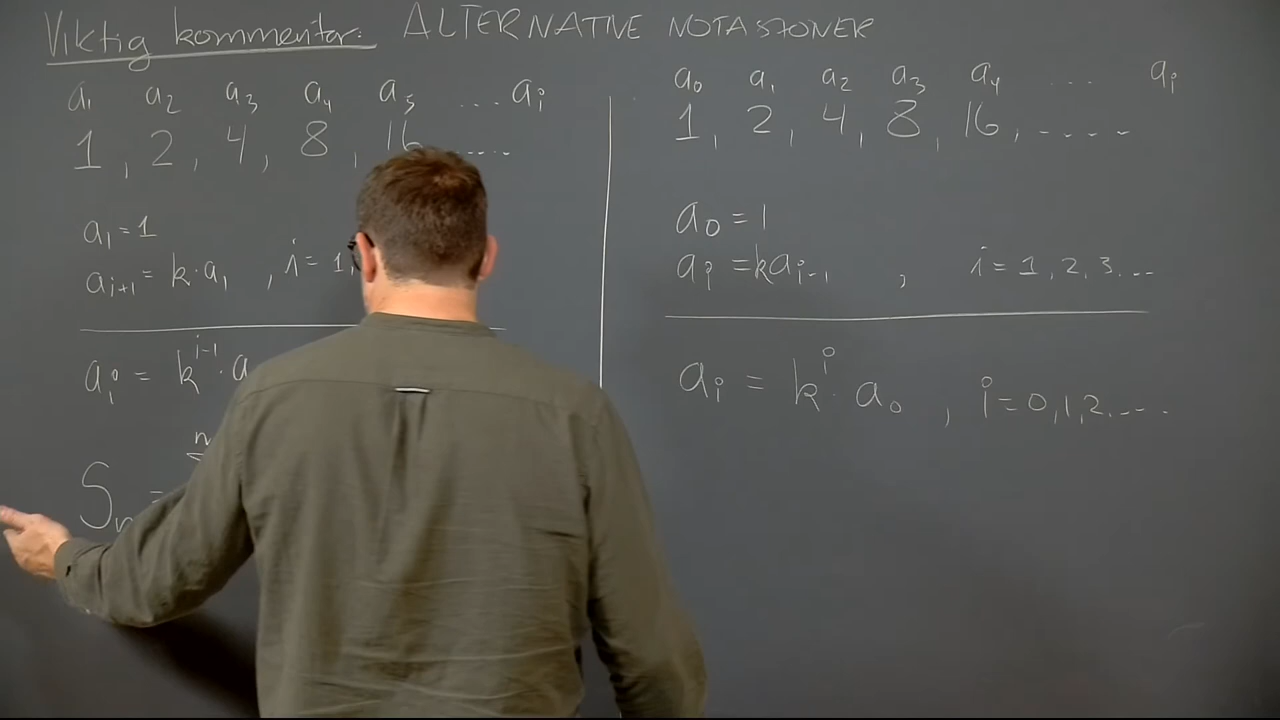 Viktig kommentar: ALTERNATIVE NOTASJONER
a₁ a₂ a₃ a₄ a₅ ... aᵢ
1, 2, 4, 8, 16 ....
a₁ = 1
aᵢ₊₁ = k · a₁ , i = 1,
aᵢ = kⁱ⁻¹ · a
n
Sₙ =
a₀ a₁ a₂ a₃ a₄ ... aᵢ
1, 2, 4, 8, 16, .....
a₀ = 1
aᵢ = kaᵢ₋₁ , i = 1, 2, 3...
aᵢ = kⁱ · a₀ , i = 0, 1, 2....